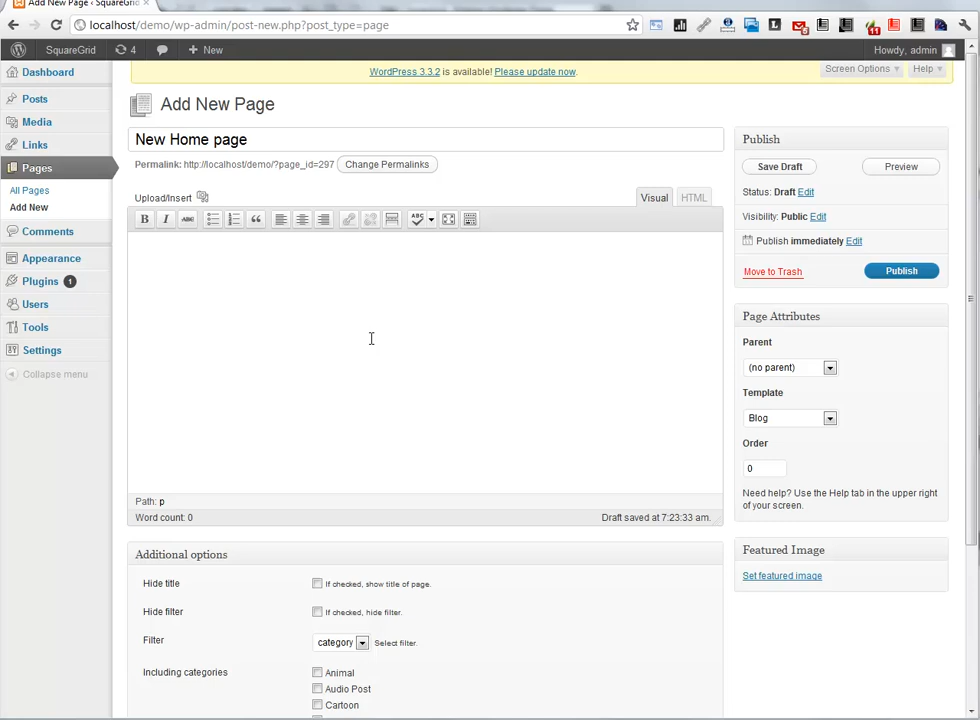 Add New Page ‹ SquareGrid
localhost/demo/wp-admin/post-new.php?post_type=page
SquareGrid 4 New Howdy, admin
WordPress 3.3.2 is available! Please update now.
Screen Options Help
Dashboard
Posts
Media
Links
Pages
All Pages
Add New
Comments
Appearance
Plugins 1
Users
Tools
Settings
Collapse menu
Add New Page
New Home page
Permalink: http://localhost/demo/?page_id=297 Change Permalinks
Upload/Insert Visual HTML
B I ABC ABC
Path: p
Word count: 0 Draft saved at 7:23:33 am.
Additional options
Hide title If checked, show title of page.
Hide filter If checked, hide filter.
Filter category Select filter.
Including categories Animal
Audio Post
Cartoon
Publish
Save Draft Preview
Status: Draft Edit
Visibility: Public Edit
Publish immediately Edit
Move to Trash Publish
Page Attributes
Parent
(no parent)
Template
Blog
Order
0
Need help? Use the Help tab in the upper right
of your screen.
Featured Image
Set featured image